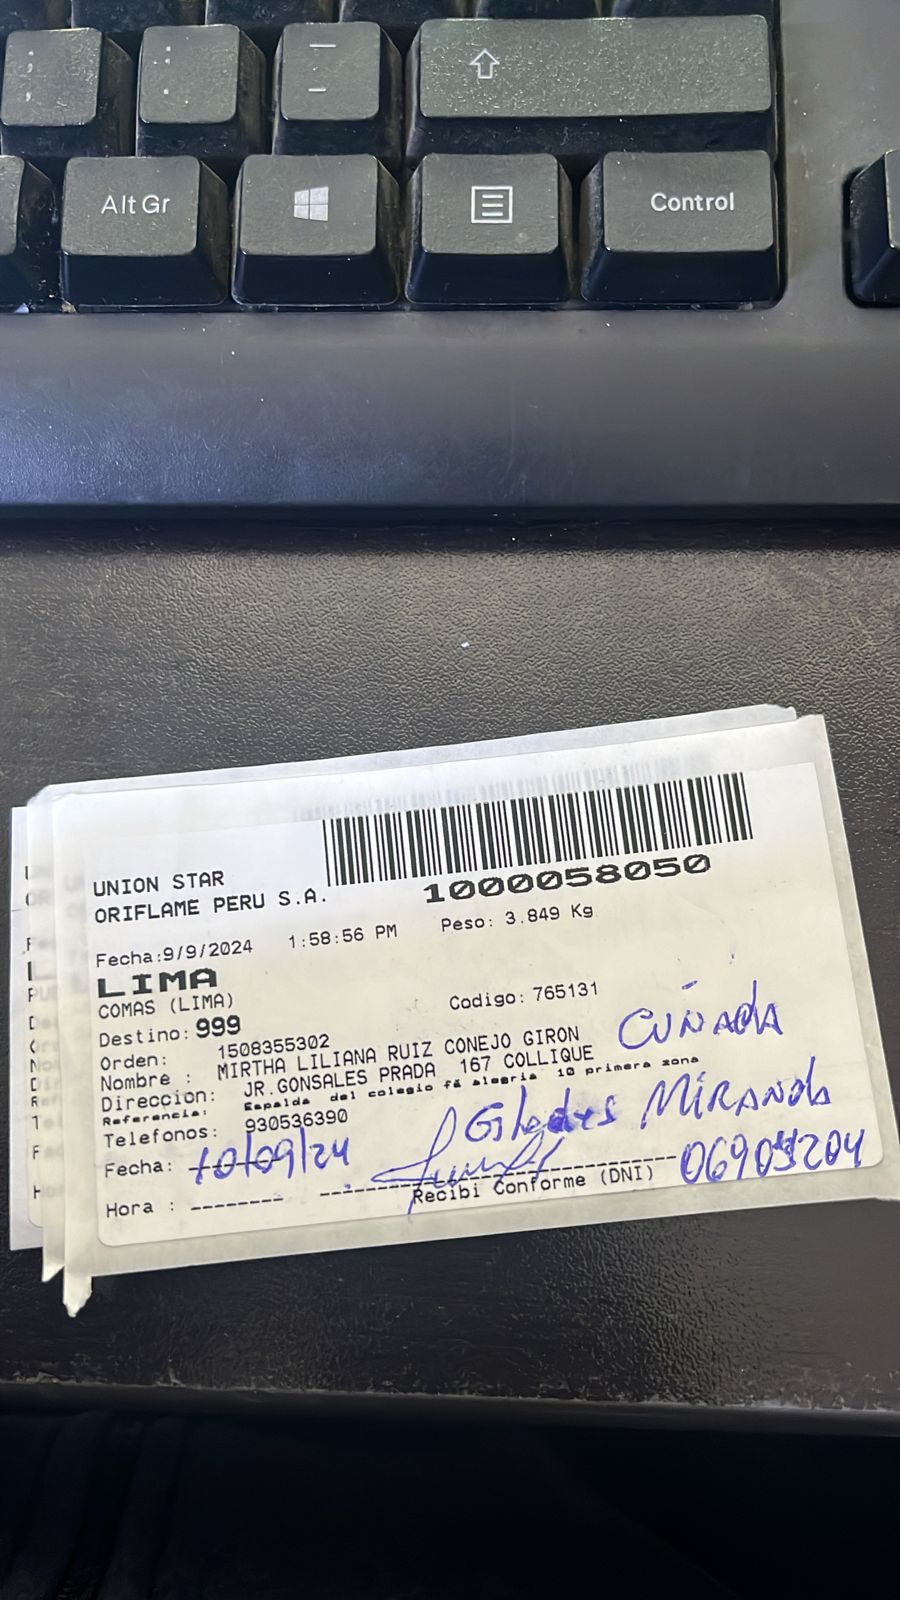 AltGr
Control
UNION STAR
ORIFLAME PERU S.A.
1000058050
Fecha:9/9/2024 1:58:56 PM Peso: 3.849 Kg
LIMA
COMAS (LIMA)
Codigo: 765131
Destino: 999
Orden: 1508355302
Nombre : MIRTHA LILIANA RUIZ CONEJO GIRON
CUÑADA
Direccion: JR.GONSALES PRADA 167 COLLIQUE
Referencia: Espalda del colegio fé alegria 10 primera zona
Telefonos: 930536390
MIRANDA
Fecha: 10/09/24
Hora :
Recibi Conforme (DNI)